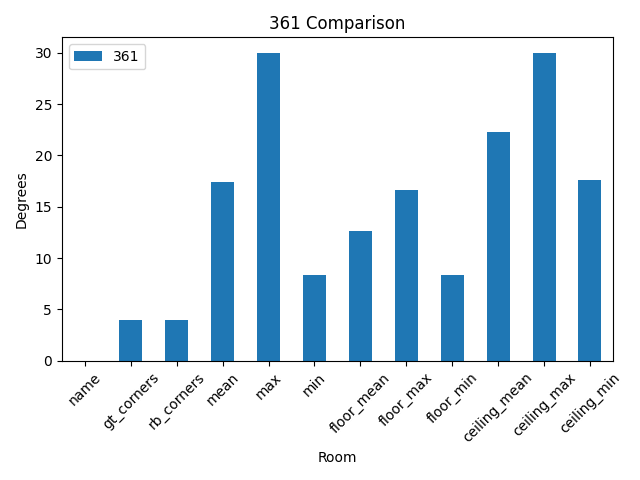 361 Comparison
361
Degrees
30
25
20
15
10
5
0
name
gt_corners
rb_corners
mean
max
min
floor_mean
floor_max
floor_min
ceiling_mean
ceiling_max
ceiling_min
Room